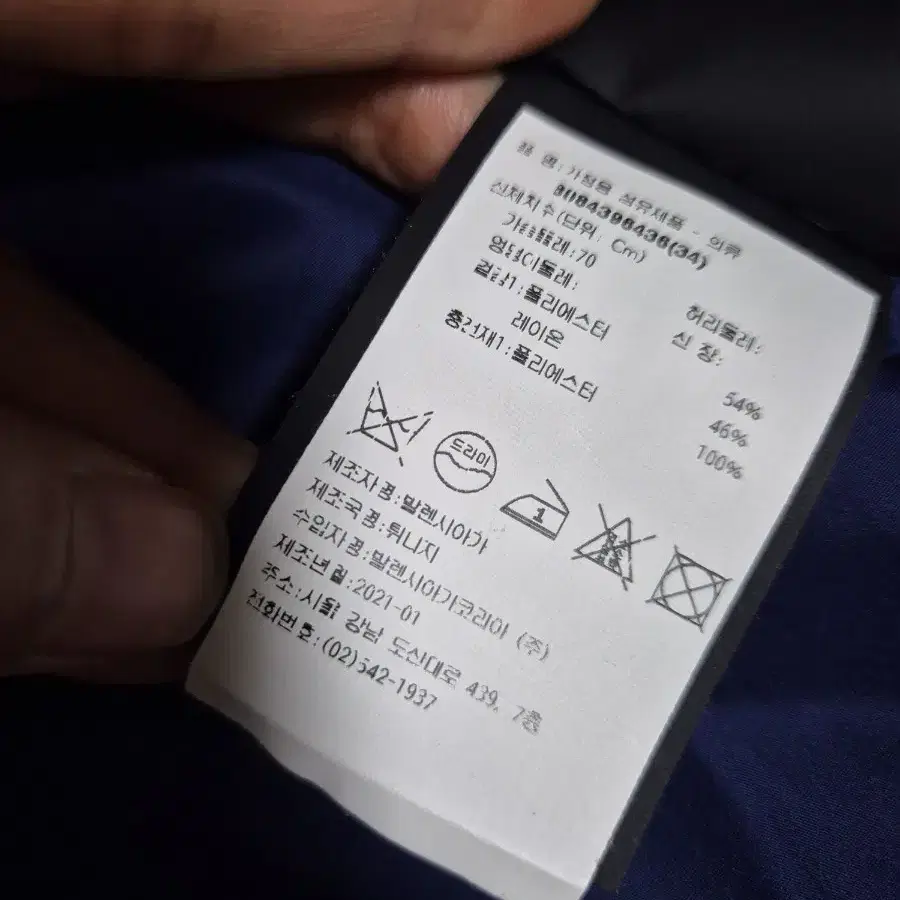 품 명:가정용 섬유제품 - 의류
8084398436(34)
신체치수(단위: Cm)
가슴둘레:70 허리둘레:
엉덩이둘레: 신 장:
겉감1:폴리에스터 54%
레이온 46%
충전재1:폴리에스터 100%
드라이
1
제조자명:발렌시아가
제조국명:튀니지
수입자명:발렌시아가코리아 (주)
제조년월:2021-01
주소:서울 강남 도산대로 439, 7층
전화번호:(02)542-1937